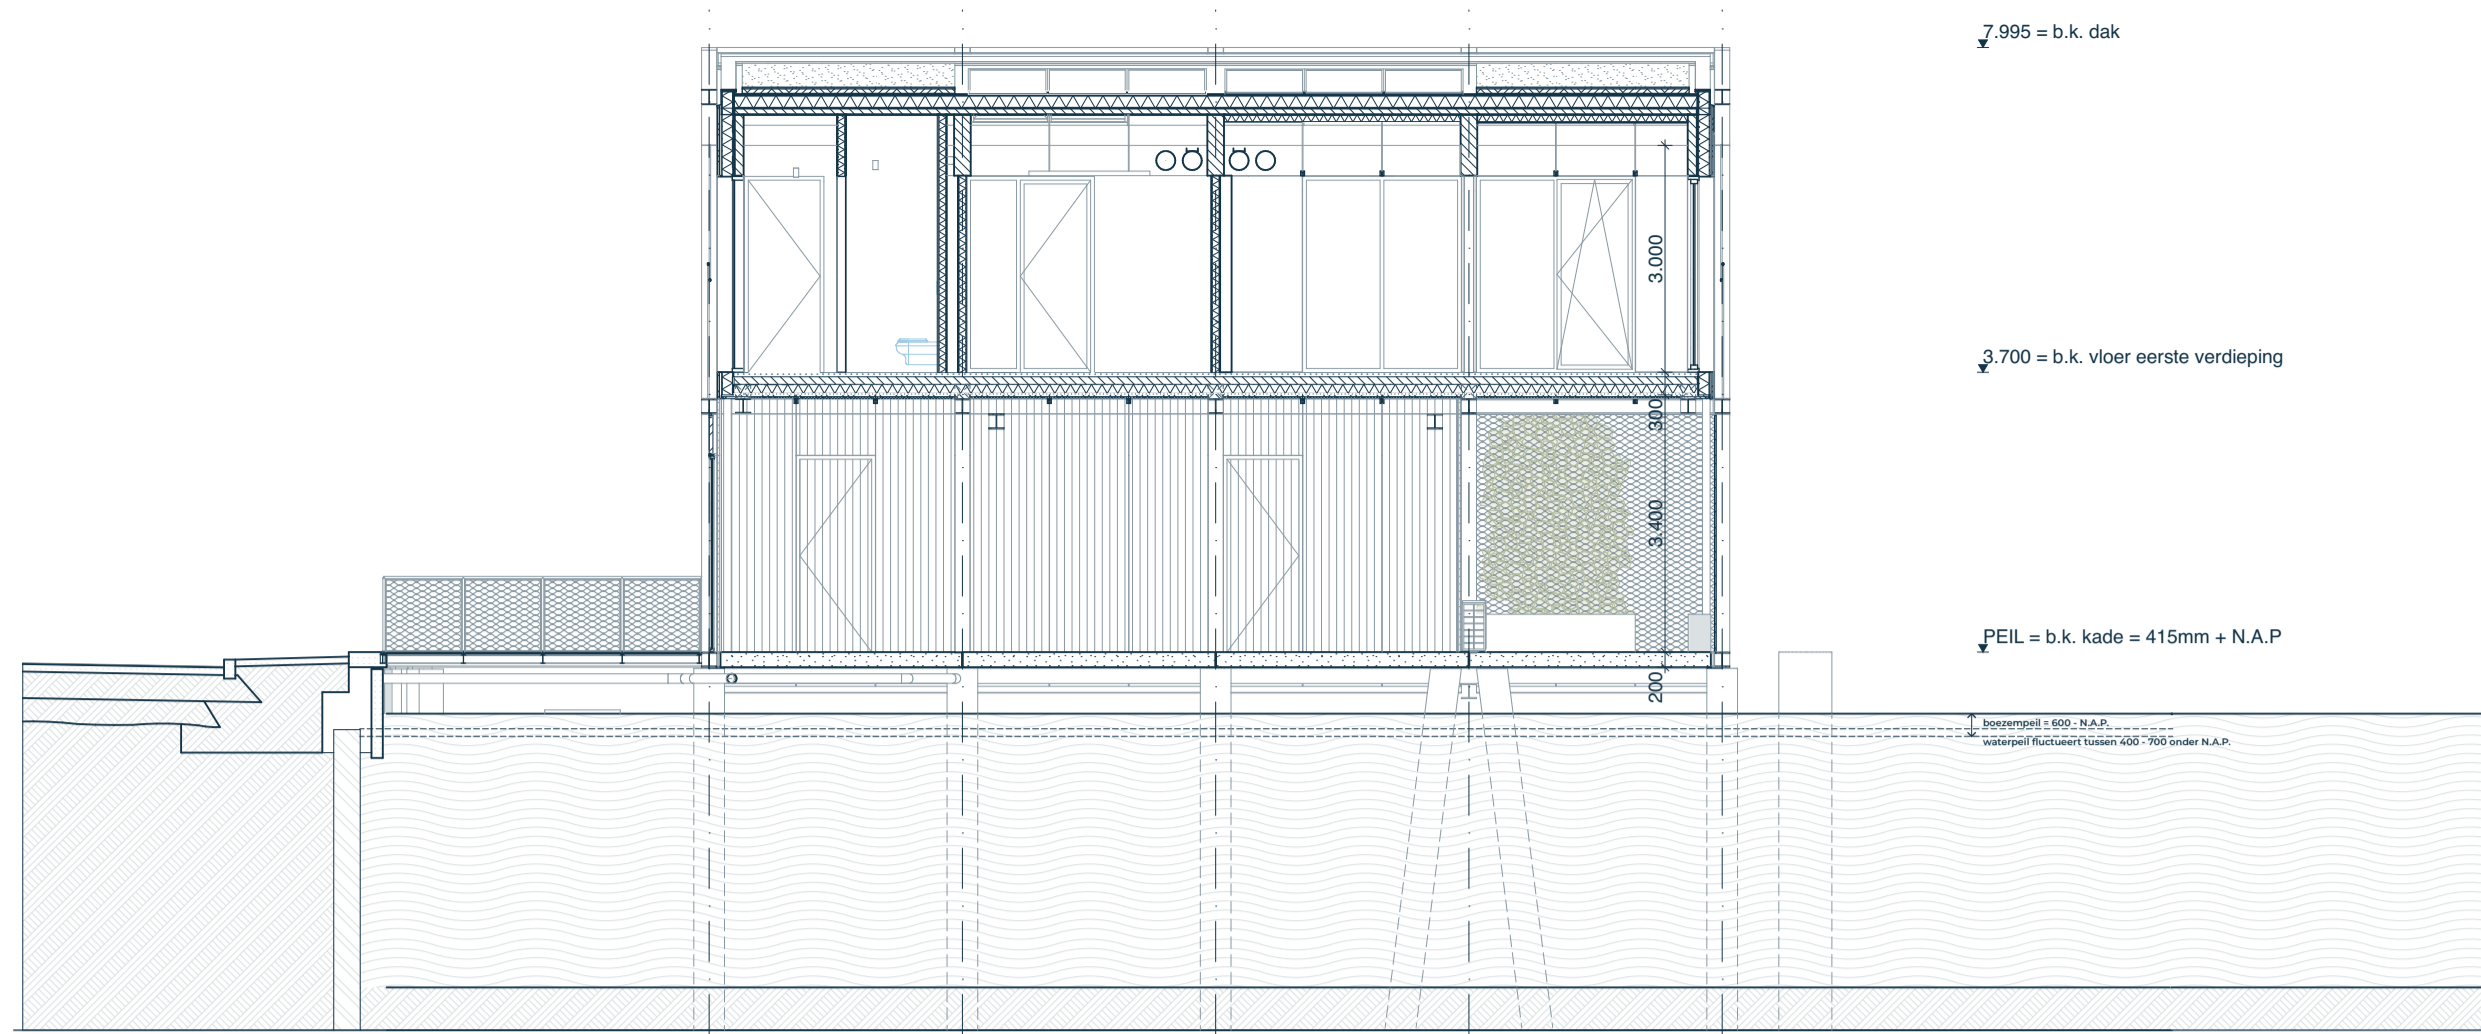 7.995 = b.k. dak
3.000
3.700 = b.k. vloer eerste verdieping
300
3.400
PEIL = b.k. kade = 415mm + N.A.P
200
boezempeil = 600 - N.A.P.
waterpeil fluctueert tussen 400 - 700 onder N.A.P.